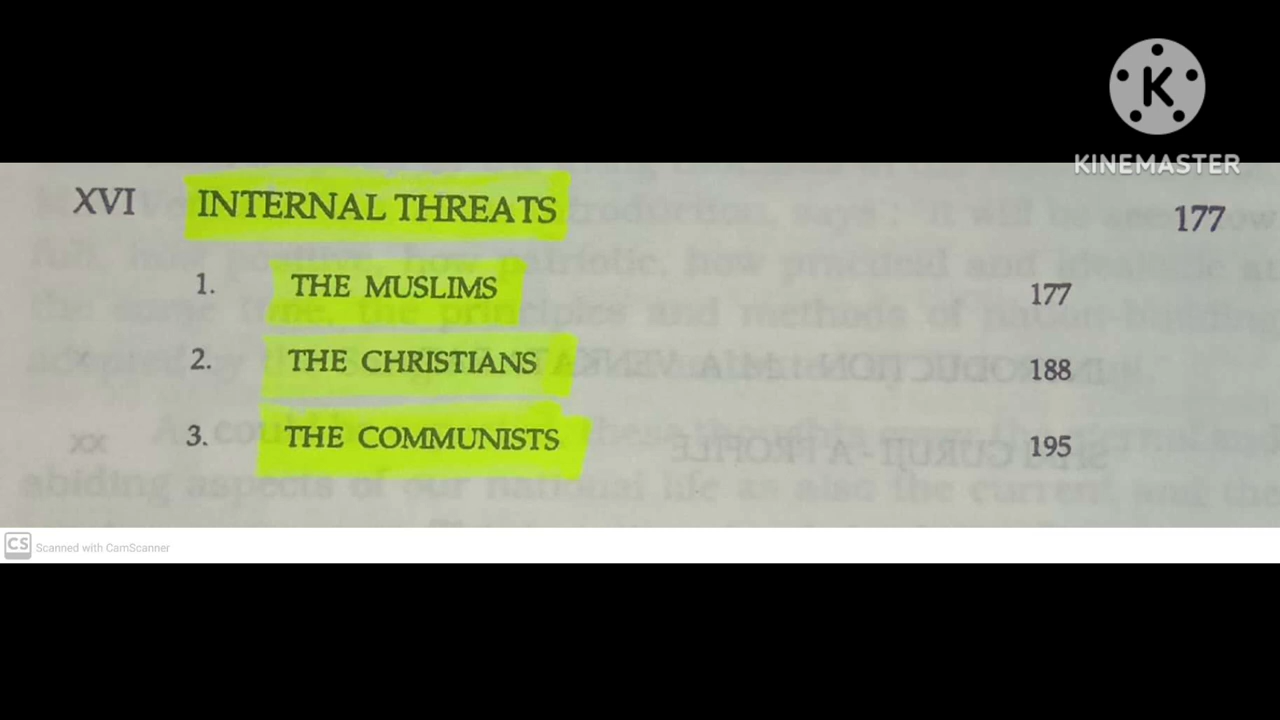 KINEMASTER
XVI INTERNAL THREATS 177
1. THE MUSLIMS 177
2. THE CHRISTIANS 188
3. THE COMMUNISTS 195
CS Scanned with CamScanner